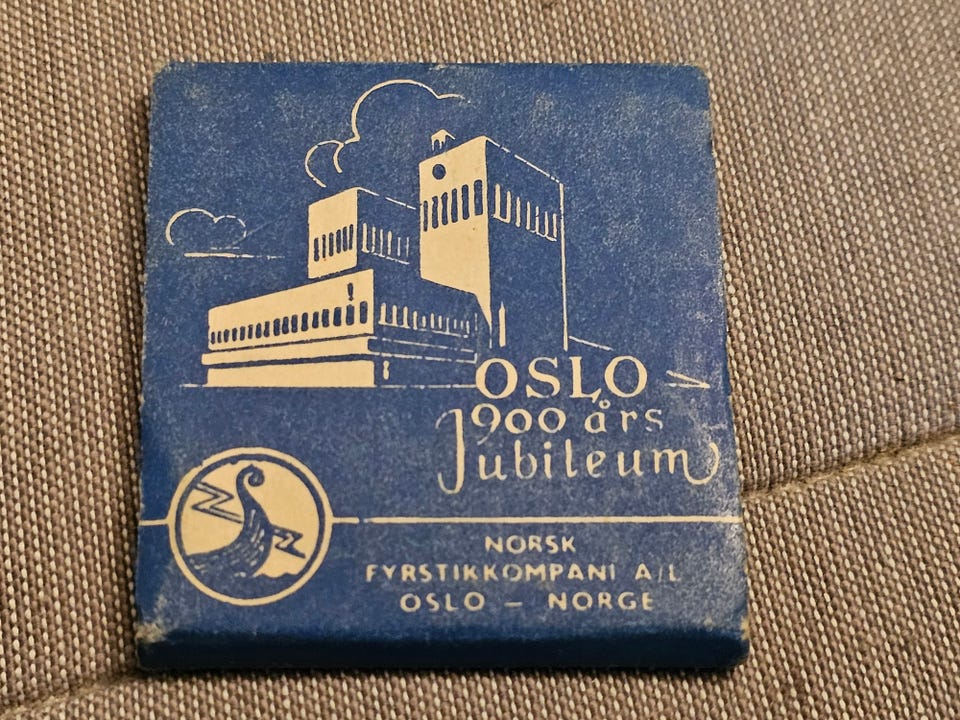 OSLO
900 års
Jubileum
NORSK
FYRSTIKKOMPANI A/L
OSLO – NORGE